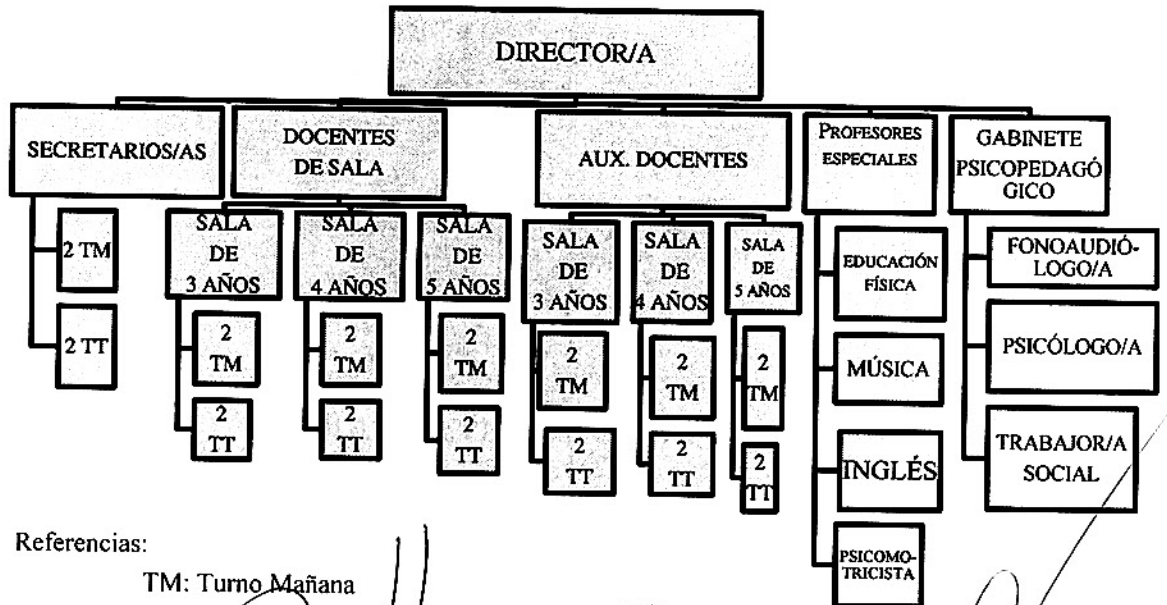 DIRECTOR/A
SECRETARIOS/AS
DOCENTES
DE SALA
AUX. DOCENTES
PROFESORES
ESPECIALES
GABINETE
PSICOPEDAGÓ
GICO
2 TM
2 TT
SALA
DE
3 AÑOS
2
TM
2
TT
SALA
DE
4 AÑOS
2
TM
2
TT
SALA
DE
5 AÑOS
2
TM
2
TT
SALA
DE
3 AÑOS
2
TM
2
TT
SALA
DE
4 AÑOS
2
TM
2
TT
SALA
DE
5 AÑOS
2
TM
2
TT
EDUCACIÓN
FÍSICA
MÚSICA
INGLÉS
PSICOMO-
TRICISTA
FONOAUDIÓ-
LOGO/A
PSICÓLOGO/A
TRABAJOR/A
SOCIAL
Referencias:
TM: Turno Mañana